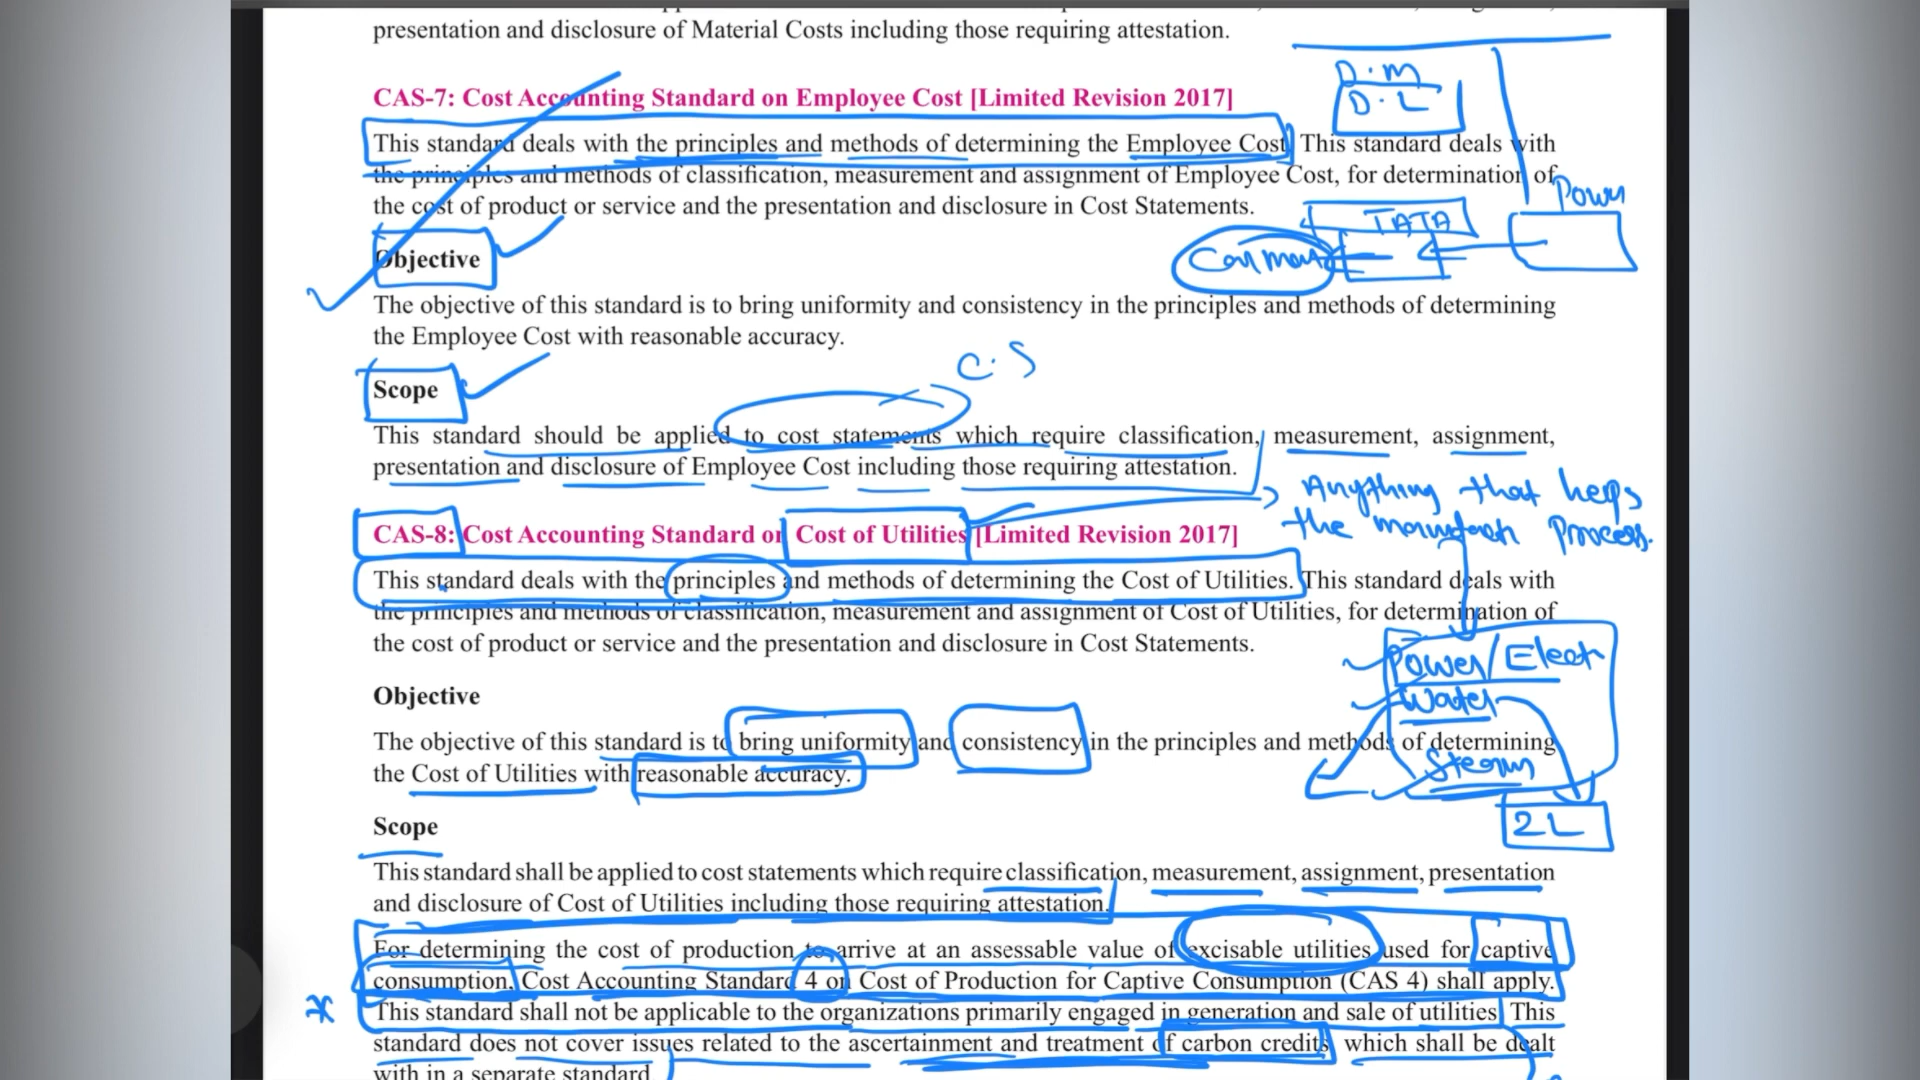 presentation and disclosure of Material Costs including those requiring attestation.
D.M
D.L
CAS-7: Cost Accounting Standard on Employee Cost [Limited Revision 2017]
This standard deals with the principles and methods of determining the Employee Cost. This standard deals with
the principles and methods of classification, measurement and assignment of Employee Cost, for determination of
the cost of product or service and the presentation and disclosure in Cost Statements.
TATA
Objective
The objective of this standard is to bring uniformity and consistency in the principles and methods of determining
the Employee Cost with reasonable accuracy.
C.S
Scope
This standard should be applied to cost statements which require classification, measurement, assignment,
presentation and disclosure of Employee Cost including those requiring attestation.
Anything that helps
the process.
CAS-8: Cost Accounting Standard on Cost of Utilities [Limited Revision 2017]
This standard deals with the principles and methods of determining the Cost of Utilities. This standard deals with
the principles and methods of classification, measurement and assignment of Cost of Utilities, for determination of
the cost of product or service and the presentation and disclosure in Cost Statements.
Power/Elect
Water
Steam
2L
Objective
The objective of this standard is to bring uniformity and consistency in the principles and methods of determining
the Cost of Utilities with reasonable accuracy.
Scope
This standard shall be applied to cost statements which require classification, measurement, assignment, presentation
and disclosure of Cost of Utilities including those requiring attestation.
For determining the cost of production to arrive at an assessable value of excisable utilities used for captive
consumption, Cost Accounting Standard 4 on Cost of Production for Captive Consumption (CAS 4) shall apply.
This standard shall not be applicable to the organizations primarily engaged in generation and sale of utilities. This
standard does not cover issues related to the ascertainment and treatment of carbon credits, which shall be dealt
with in a separate standard